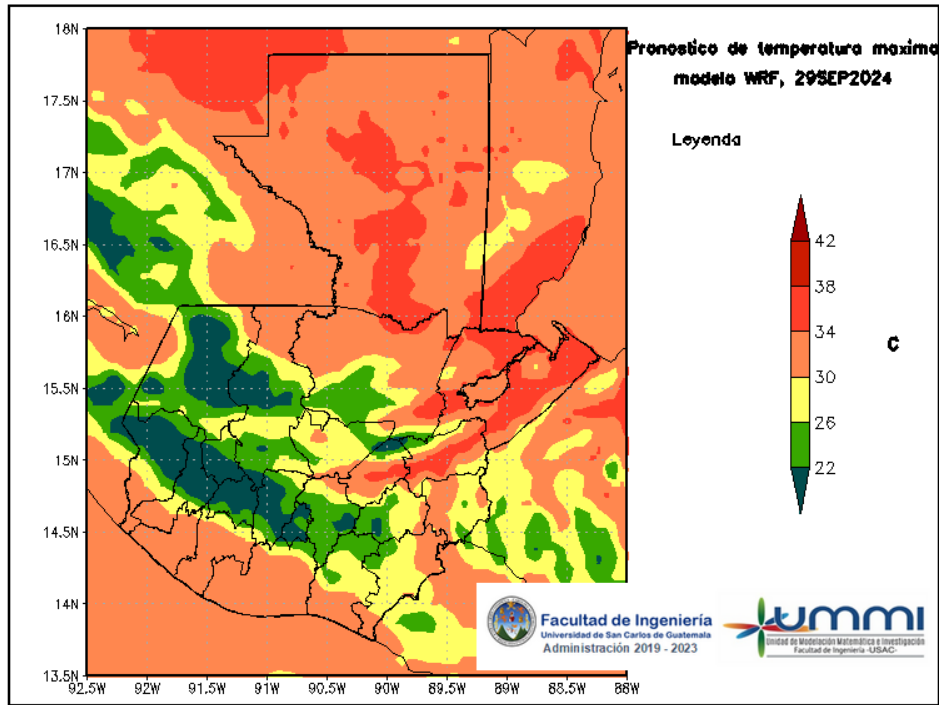 Pronostico de temperatura maxima
modelo WRF, 29SEP2024
Leyenda
18N
17.5N
17N
16.5N
16N
15.5N
15N
14.5N
14N
13.5N
92.5W
92W
91.5W
91W
90.5W
90W
89.5W
89W
88.5W
88W
42
38
34
30
26
22
C
Facultad de Ingeniería
Universidad de San Carlos de Guatemala
Administración 2019 - 2023
UMMI
Unidad de Modelación Matemática e Investigación
Facultad de Ingeniería -USAC-